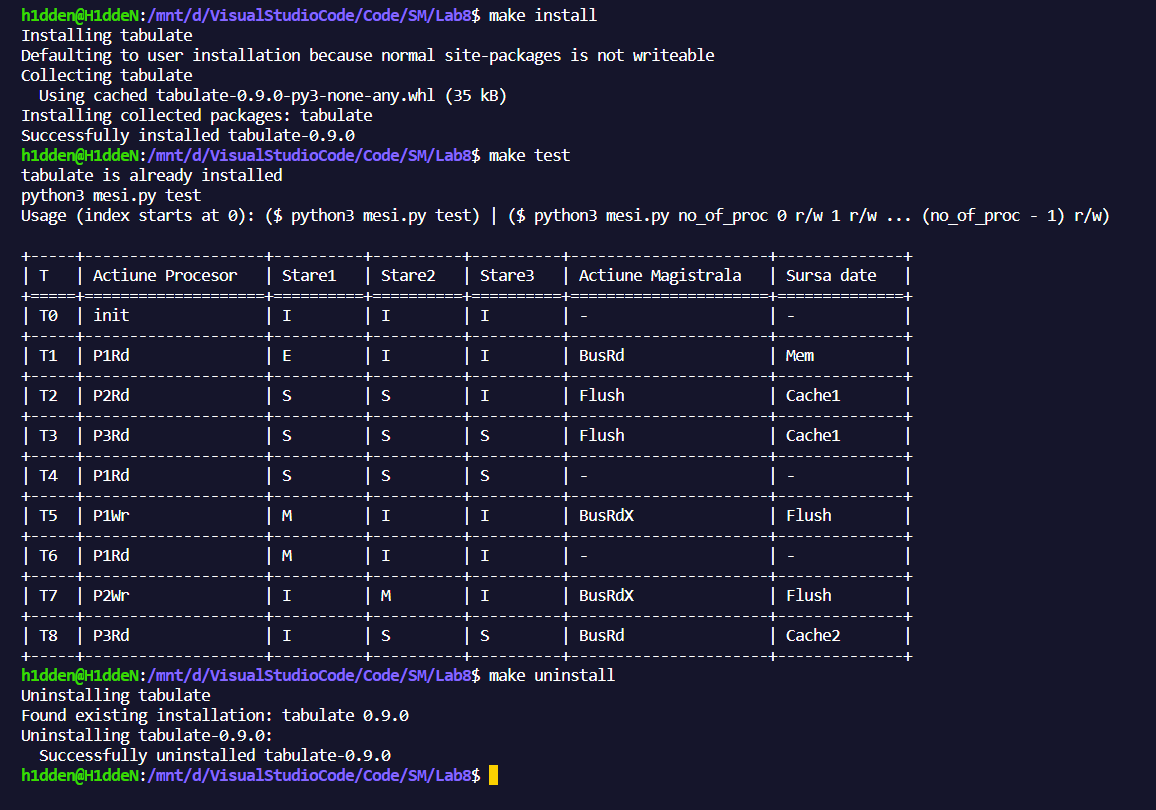 h1dden@H1ddeN:/mnt/d/VisualStudioCode/Code/SM/Lab8$ make install
Installing tabulate
Defaulting to user installation because normal site-packages is not writeable
Collecting tabulate
  Using cached tabulate-0.9.0-py3-none-any.whl (35 kB)
Installing collected packages: tabulate
Successfully installed tabulate-0.9.0
h1dden@H1ddeN:/mnt/d/VisualStudioCode/Code/SM/Lab8$ make test
tabulate is already installed
python3 mesi.py test
Usage (index starts at 0): ($ python3 mesi.py test) | ($ python3 mesi.py no_of_proc 0 r/w 1 r/w ... (no_of_proc - 1) r/w)

+-----+--------------------+----------+----------+----------+----------------------+--------------+
| T   | Actiune Procesor   | Stare1   | Stare2   | Stare3   | Actiune Magistrala   | Sursa date   |
+=====+====================+==========+==========+==========+======================+==============+
| T0  | init               | I        | I        | I        | -                    | -            |
+-----+--------------------+----------+----------+----------+----------------------+--------------+
| T1  | P1Rd               | E        | I        | I        | BusRd                | Mem          |
+-----+--------------------+----------+----------+----------+----------------------+--------------+
| T2  | P2Rd               | S        | S        | I        | Flush                | Cache1       |
+-----+--------------------+----------+----------+----------+----------------------+--------------+
| T3  | P3Rd               | S        | S        | S        | Flush                | Cache1       |
+-----+--------------------+----------+----------+----------+----------------------+--------------+
| T4  | P1Rd               | S        | S        | S        | -                    | -            |
+-----+--------------------+----------+----------+----------+----------------------+--------------+
| T5  | P1Wr               | M        | I        | I        | BusRdX               | Flush        |
+-----+--------------------+----------+----------+----------+----------------------+--------------+
| T6  | P1Rd               | M        | I        | I        | -                    | -            |
+-----+--------------------+----------+----------+----------+----------------------+--------------+
| T7  | P2Wr               | I        | M        | I        | BusRdX               | Flush        |
+-----+--------------------+----------+----------+----------+----------------------+--------------+
| T8  | P3Rd               | I        | S        | S        | BusRd                | Cache2       |
+-----+--------------------+----------+----------+----------+----------------------+--------------+
h1dden@H1ddeN:/mnt/d/VisualStudioCode/Code/SM/Lab8$ make uninstall
Uninstalling tabulate
Found existing installation: tabulate 0.9.0
Uninstalling tabulate-0.9.0:
  Successfully uninstalled tabulate-0.9.0
h1dden@H1ddeN:/mnt/d/VisualStudioCode/Code/SM/Lab8$